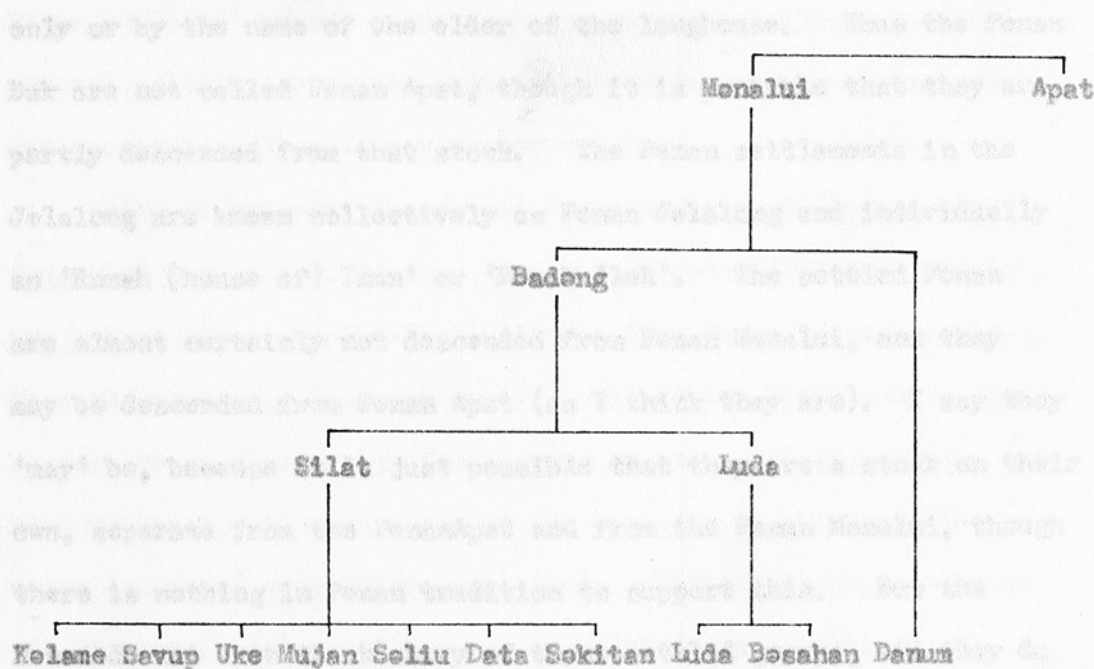 only or by the name of the elder of the longhouse. Thus the Penan
Buk are not called Penan Apat, though it is that they are
partly descended from that stock. The Penan settlements in the
Jelalong are known collectively as Penan Jelalong and individually
as 'Rumah (house of) or '. The settled Penan
are almost certainly not descended from Penan Menalui, and they
may be descended from Penan Apat (as I think they are). I say they
'may' be, because it is just possible that they are a stock on their
own, separate from the PenanApat and from the Penan Menalui, though
there is nothing in Penan tradition to support this. But the
they do
Menalui Apat
Badeng
Silat Luda
Kelame Savup Uke Mujan Seliu Data Sekitan Luda Besahan Danum